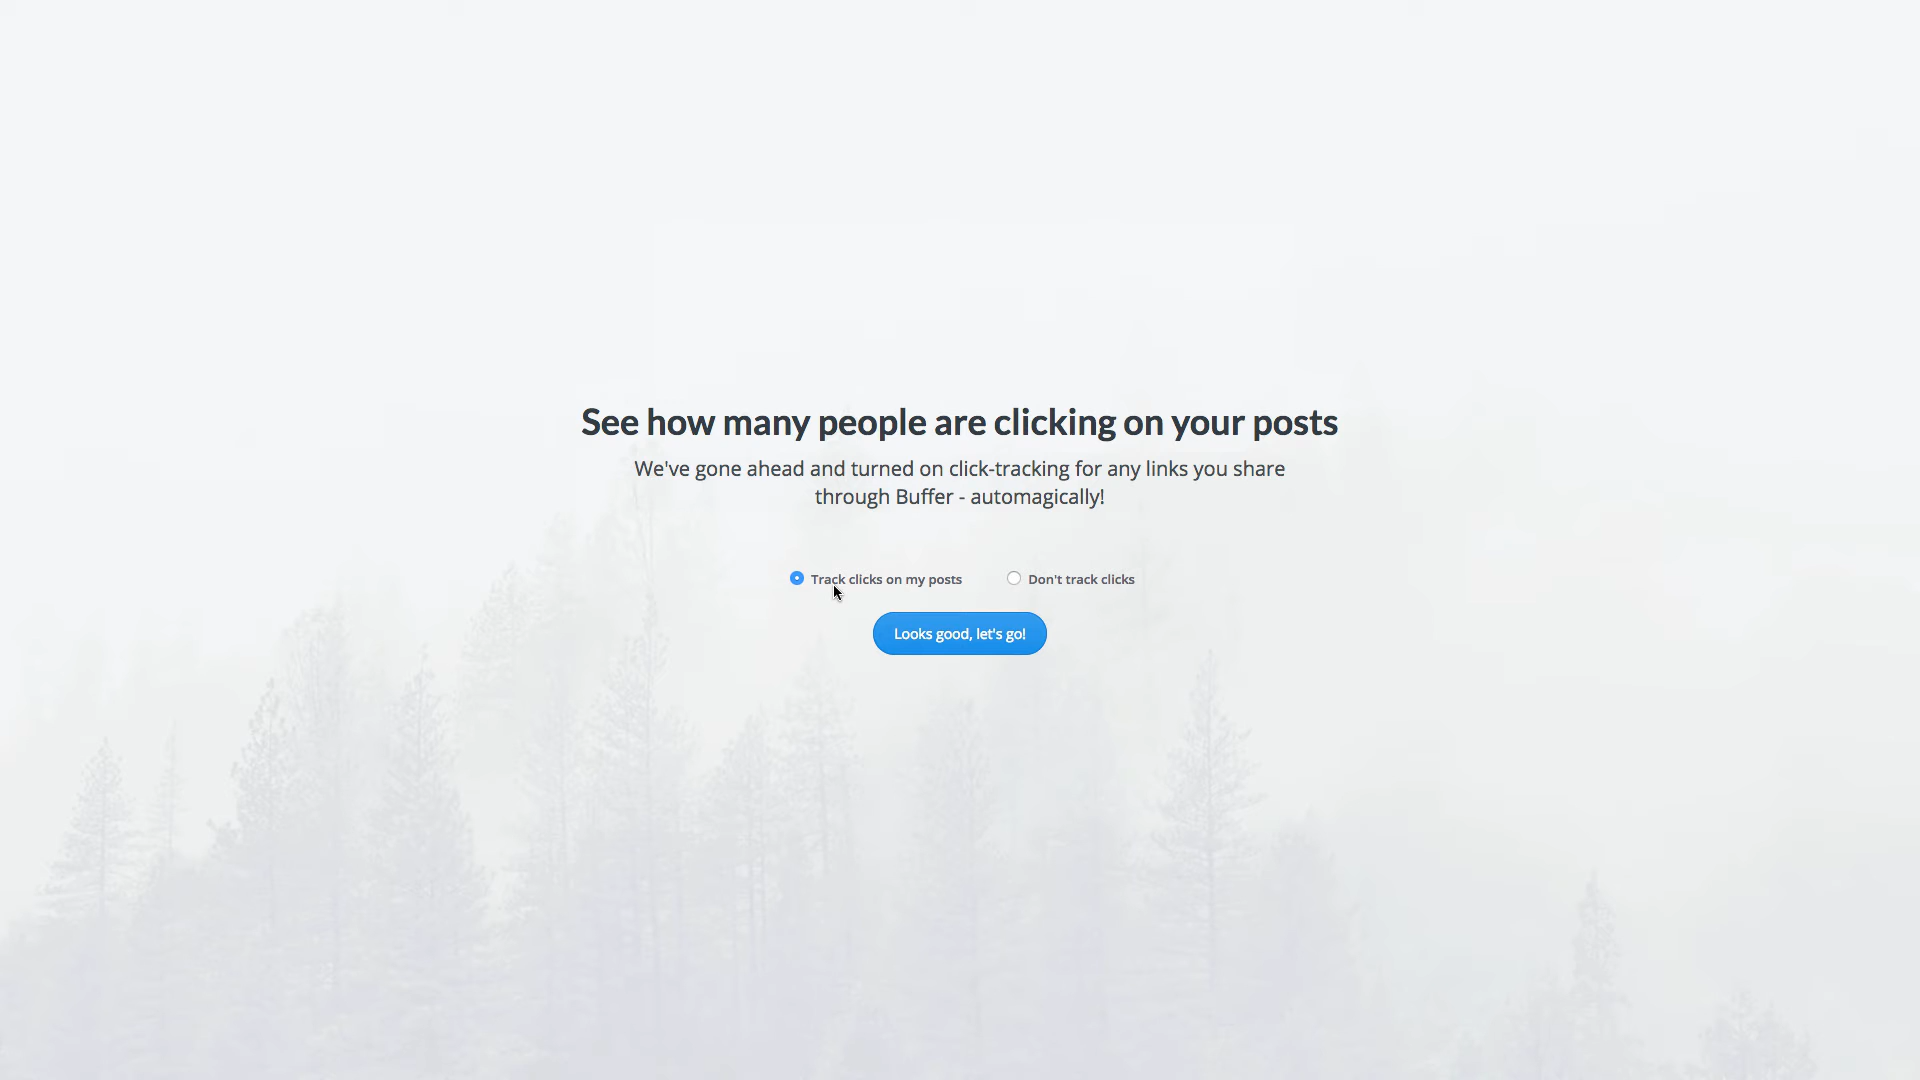 See how many people are clicking on your posts
We've gone ahead and turned on click-tracking for any links you share
through Buffer - automagically!
Track clicks on my posts Don't track clicks
Looks good, let's go!